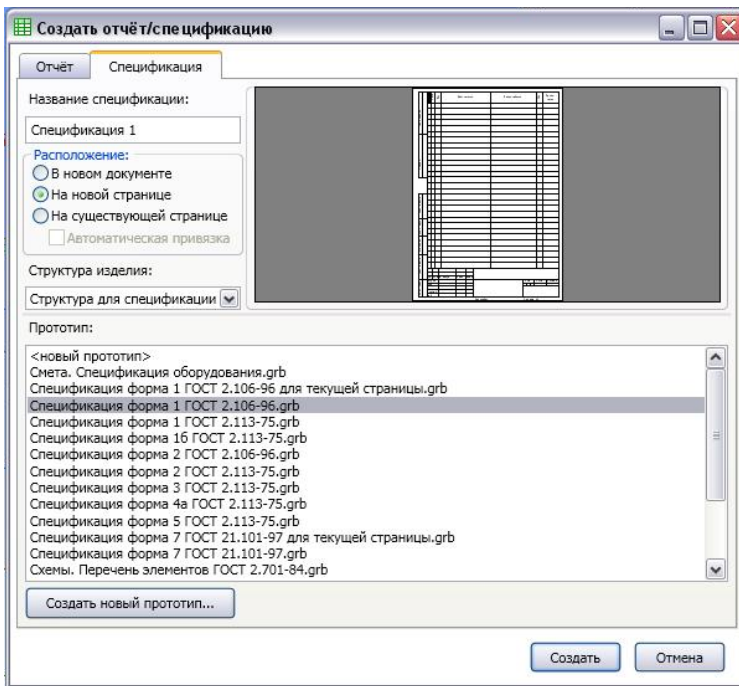 Создать отчёт/спецификацию
Отчёт
Спецификация
Название спецификации:
Спецификация 1
Расположение:
В новом документе
На новой странице
На существующей странице
Автоматическая привязка
Структура изделия:
Структура для спецификации
Прототип:
<новый прототип>
Смета. Спецификация оборудования.grb
Спецификация форма 1 ГОСТ 2.106-96 для текущей страницы.grb
Спецификация форма 1 ГОСТ 2.106-96.grb
Спецификация форма 1 ГОСТ 2.113-75.grb
Спецификация форма 1б ГОСТ 2.113-75.grb
Спецификация форма 2 ГОСТ 2.106-96.grb
Спецификация форма 2 ГОСТ 2.113-75.grb
Спецификация форма 3 ГОСТ 2.113-75.grb
Спецификация форма 4а ГОСТ 2.113-75.grb
Спецификация форма 5 ГОСТ 2.113-75.grb
Спецификация форма 7 ГОСТ 21.101-97 для текущей страницы.grb
Спецификация форма 7 ГОСТ 21.101-97.grb
Схемы. Перечень элементов ГОСТ 2.701-84.grb
Создать новый прототип...
Создать
Отмена